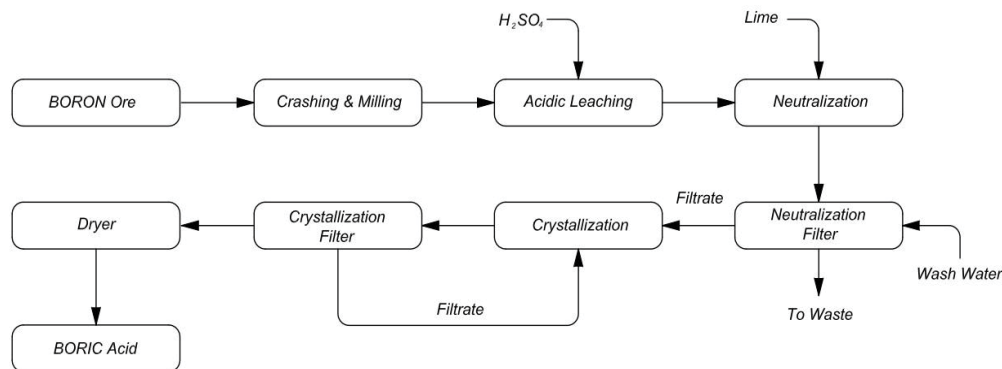 H₂SO₄
Lime
BORON Ore
Crashing & Milling
Acidic Leaching
Neutralization
Dryer
Crystallization
Filter
Crystallization
Filtrate
Neutralization
Filter
Wash Water
Filtrate
To Waste
BORIC Acid